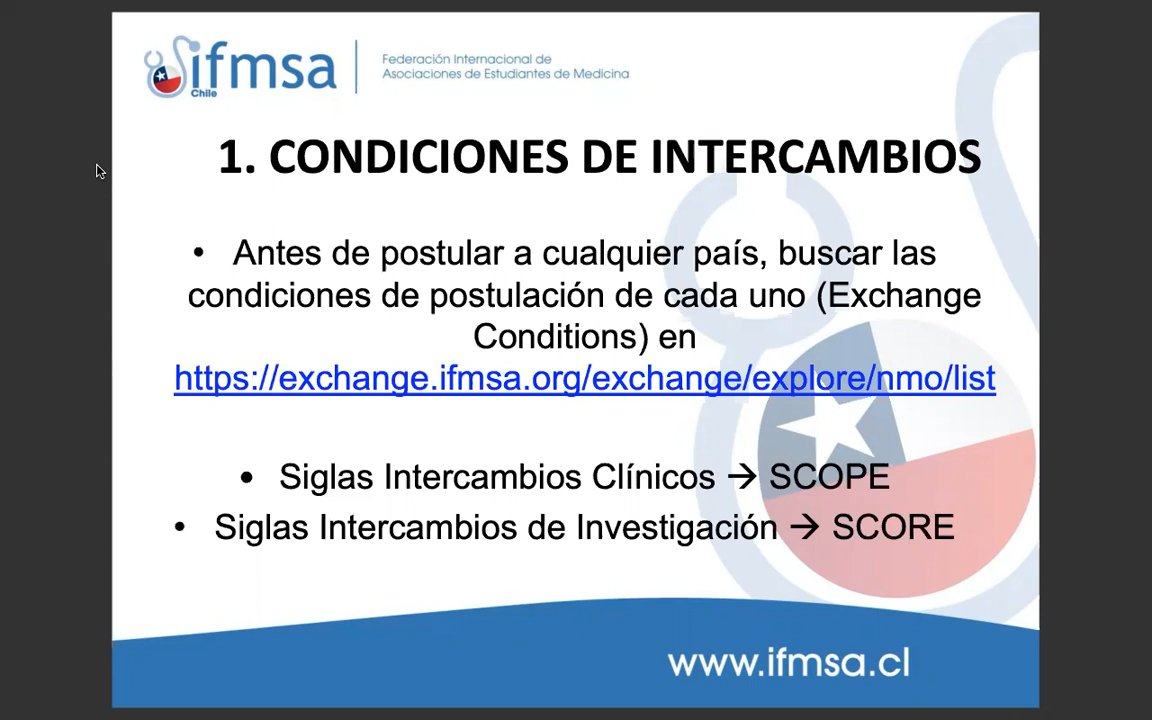 ifmsa
Chile
Federación Internacional de
Asociaciones de Estudiantes de Medicina
1. CONDICIONES DE INTERCAMBIOS
• Antes de postular a cualquier país, buscar las
condiciones de postulación de cada uno (Exchange
Conditions) en
https://exchange.ifmsa.org/exchange/explore/nmo/list
• Siglas Intercambios Clínicos → SCOPE
• Siglas Intercambios de Investigación → SCORE
www.ifmsa.cl